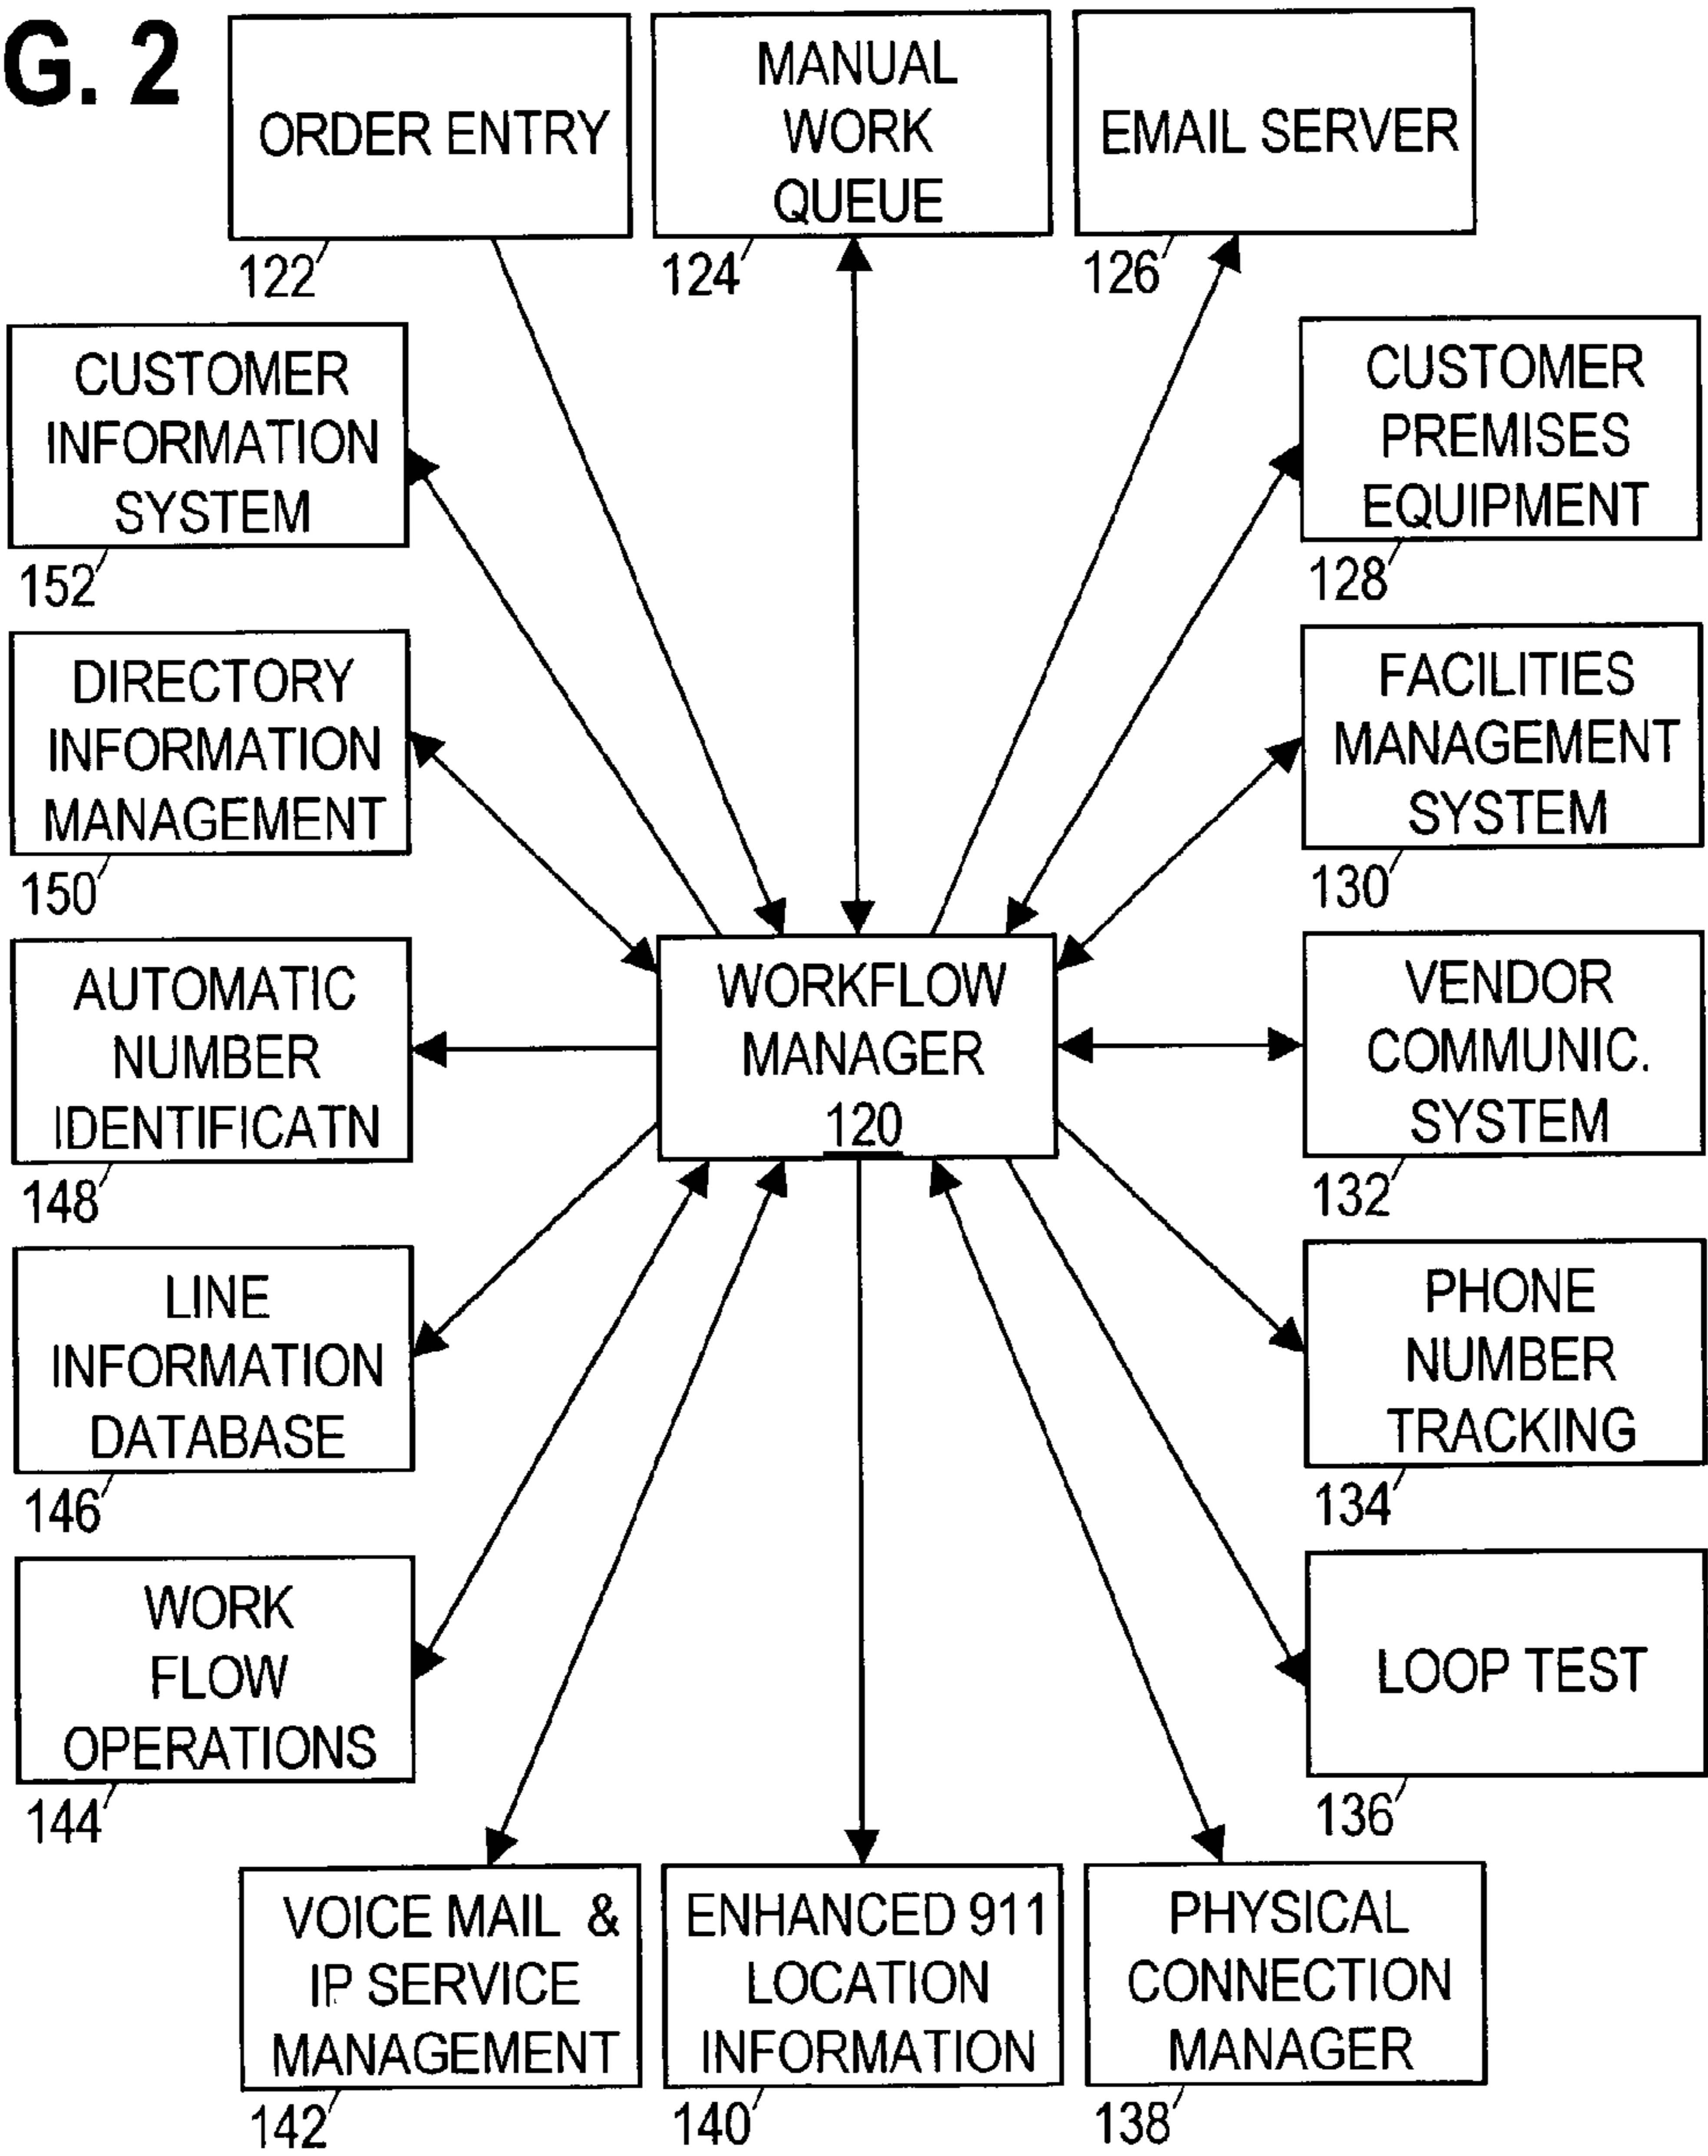 G. 2
ORDER ENTRY
122
MANUAL
WORK
QUEUE
124
EMAIL SERVER
126
CUSTOMER
INFORMATION
SYSTEM
152
CUSTOMER
PREMISES
EQUIPMENT
128
DIRECTORY
INFORMATION
MANAGEMENT
150
FACILITIES
MANAGEMENT
SYSTEM
130
AUTOMATIC
NUMBER
IDENTIFICATN
148
WORKFLOW
MANAGER
120
VENDOR
COMMUNIC.
SYSTEM
132
LINE
INFORMATION
DATABASE
146
PHONE
NUMBER
TRACKING
134
WORK
FLOW
OPERATIONS
144
LOOP TEST
136
VOICE MAIL &
IP SERVICE
MANAGEMENT
142
ENHANCED 911
LOCATION
INFORMATION
140
PHYSICAL
CONNECTION
MANAGER
138